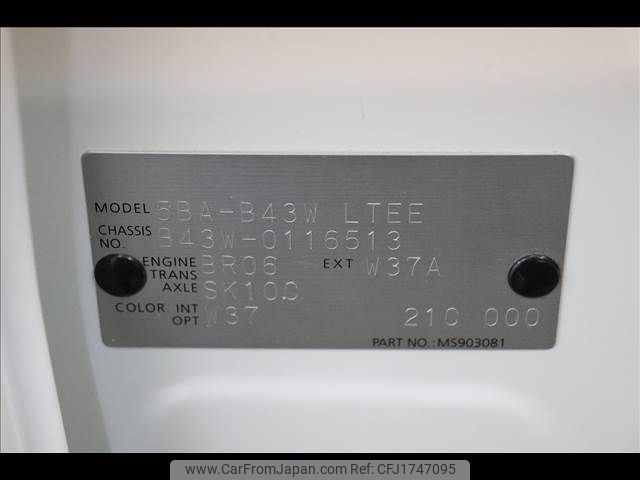 MODEL 5BA-B43W LTEE
CHASSIS NO. B43W-0116513
ENGINE BR06 EXT W37A
TRANS AXLE SK10C
COLOR INT W37
OPT 21C 000
PART NO.:MS903081
www.CarFromJapan.com - Ref: CFJ1747095